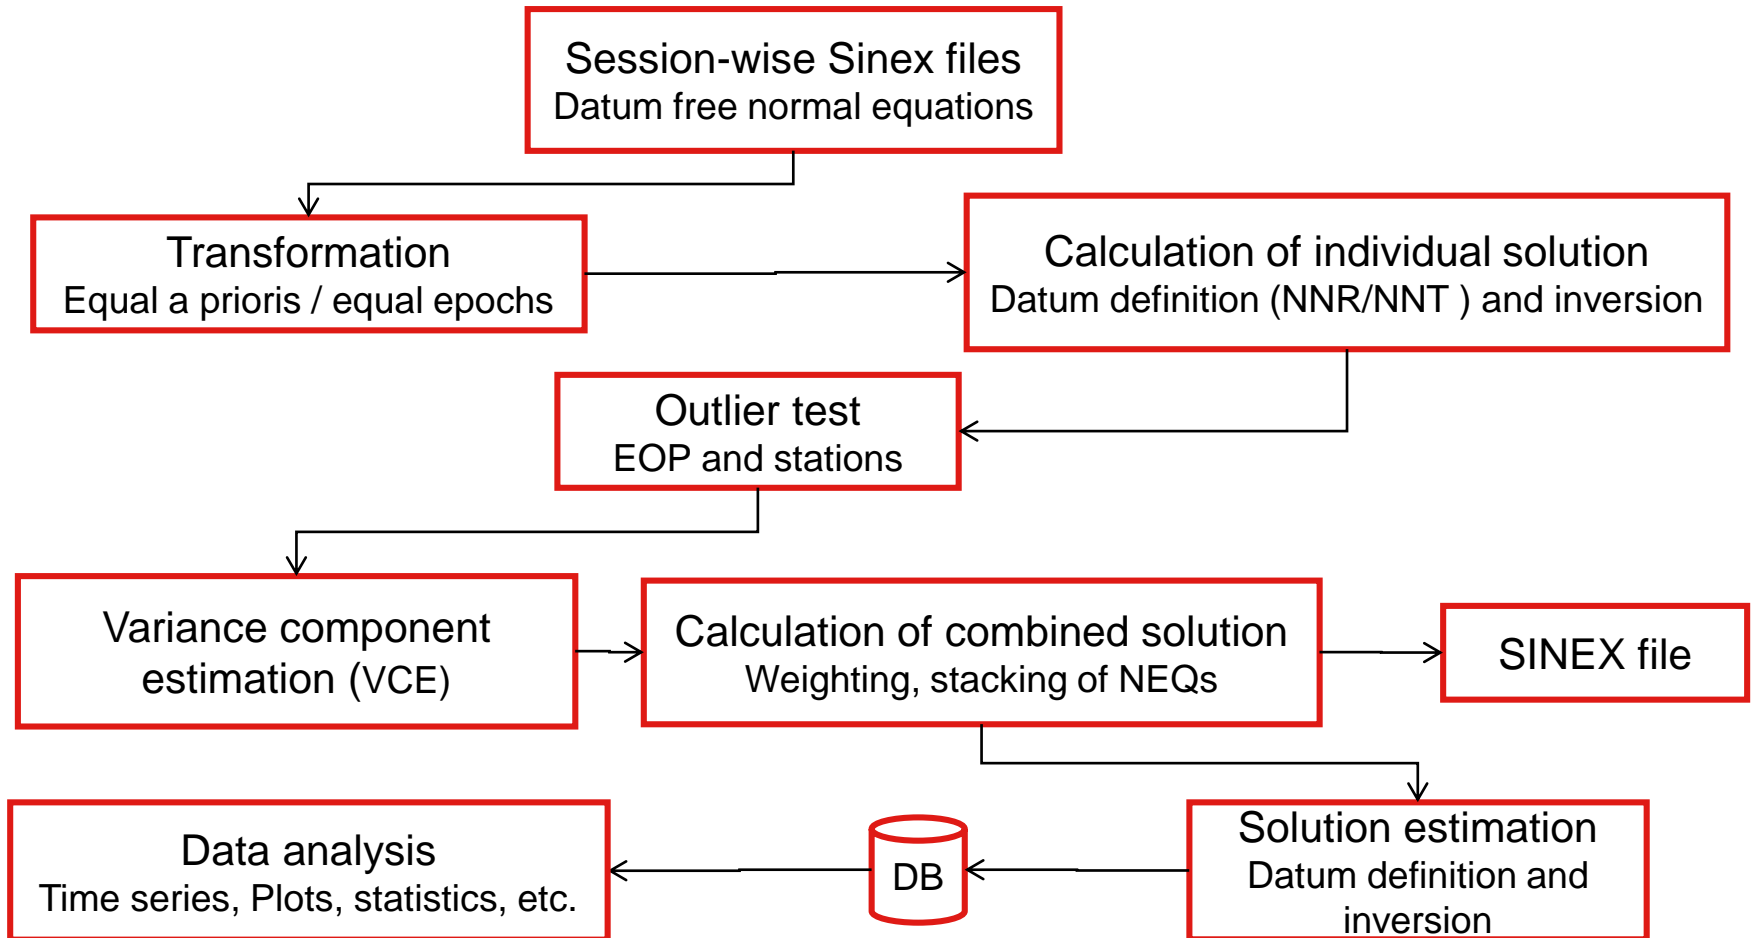 Session-wise Sinex files
Datum free normal equations
Transformation
Equal a prioris / equal epochs
Calculation of individual solution
Datum definition (NNR/NNT ) and inversion
Outlier test
EOP and stations
Variance component
estimation (VCE)
Calculation of combined solution
Weighting, stacking of NEQs
SINEX file
Data analysis
Time series, Plots, statistics, etc.
DB
Solution estimation
Datum definition and
inversion